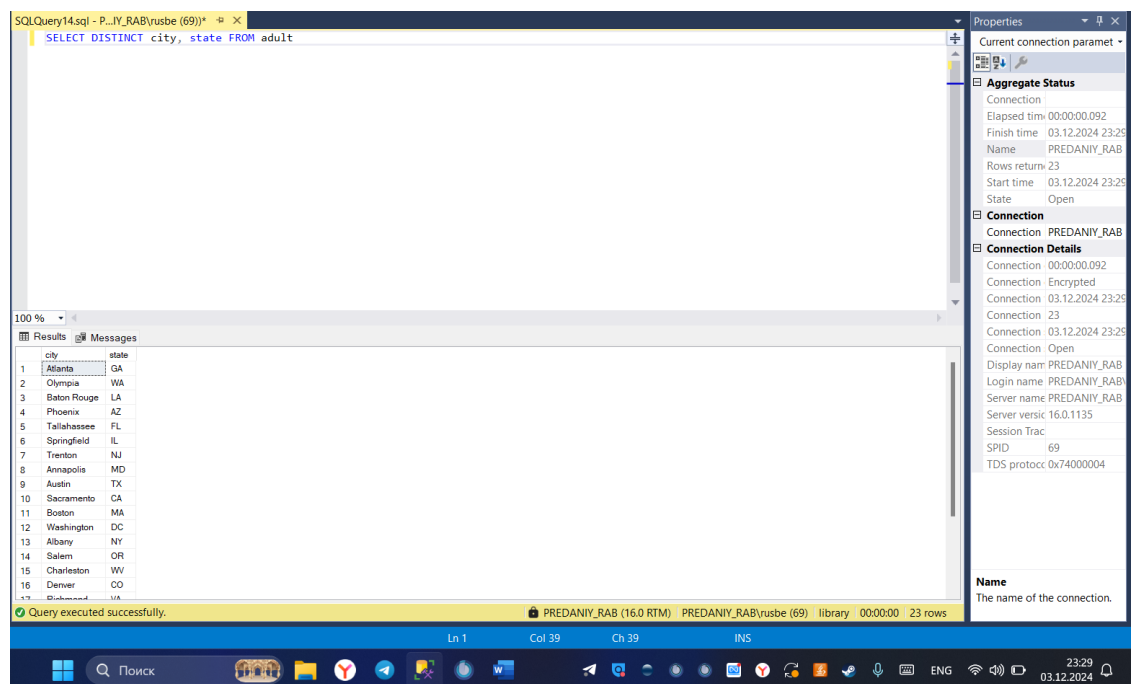 SQLQuery14.sql - P...IY_RAB\rusbe (69))*
SELECT DISTINCT city, state FROM adult
100 %
Results Messages
city state
1 Atlanta GA
2 Olympia WA
3 Baton Rouge LA
4 Phoenix AZ
5 Tallahassee FL
6 Springfield IL
7 Trenton NJ
8 Annapolis MD
9 Austin TX
10 Sacramento CA
11 Boston MA
12 Washington DC
13 Albany NY
14 Salem OR
15 Charleston WV
16 Denver CO
17 Richmond VA
Query executed successfully.
PREDANIY_RAB (16.0 RTM) PREDANIY_RAB\rusbe (69) library 00:00:00 23 rows
Properties
Current connection paramet
Aggregate Status
Connection
Elapsed tim 00:00:00.092
Finish time 03.12.2024 23:29
Name PREDANIY_RAB
Rows return 23
Start time 03.12.2024 23:29
State Open
Connection
Connection PREDANIY_RAB
Connection Details
Connection 00:00:00.092
Connection Encrypted
Connection 03.12.2024 23:29
Connection 23
Connection 03.12.2024 23:29
Connection Open
Display nam PREDANIY_RAB
Login name PREDANIY_RAB\
Server name PREDANIY_RAB
Server versic 16.0.1135
Session Trac
SPID 69
TDS protocc 0x74000004
Name
The name of the connection.
Ln 1 Col 39 Ch 39 INS
Поиск
ENG
23:29
03.12.2024